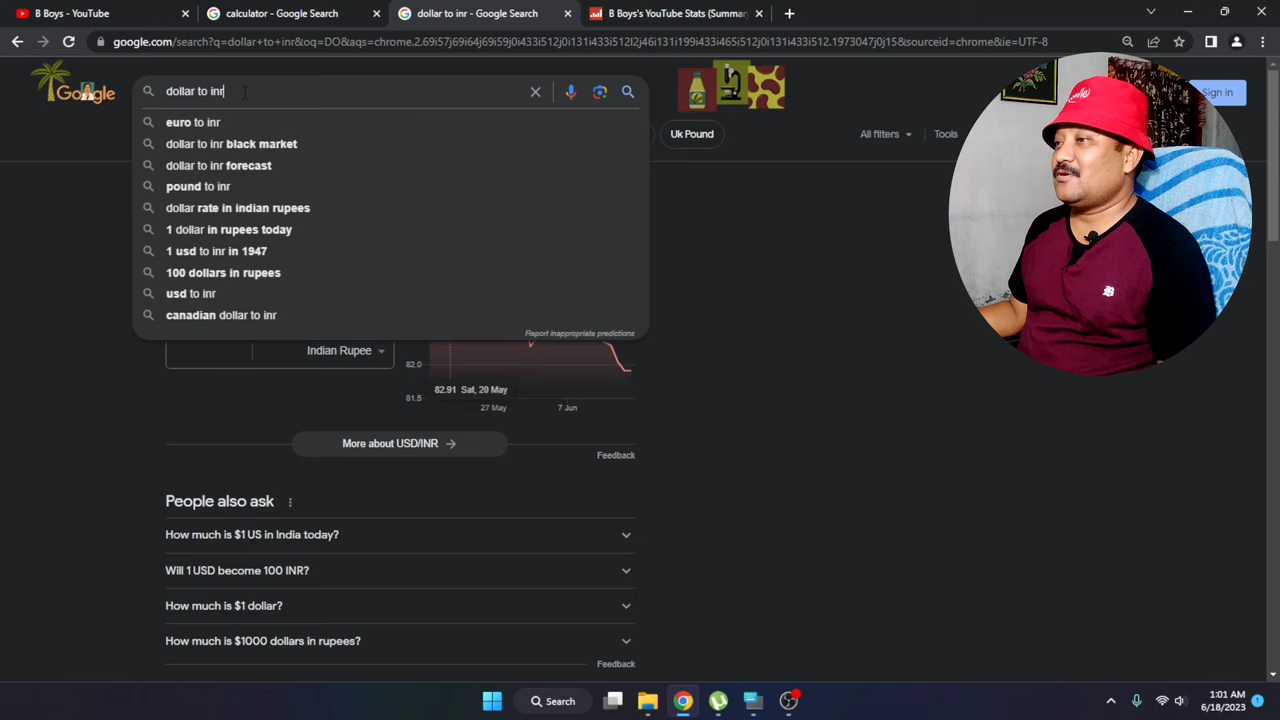 B Boys - YouTube
calculator - Google Search
dollar to inr - Google Search
B Boys's YouTube Stats (Summar
google.com/search?q=dollar+to+inr&oq=DO&aqs=chrome.2.69i57j69i64j69i59j0i433i512j0i131i433i512l2j46i131i199i433i465i512j0i131i433i512.1973047j0j15&sourceid=chrome&ie=UTF-8
Google
dollar to inr
Sign in
Uk Pound
All filters
Tools
euro to inr
dollar to inr black market
dollar to inr forecast
pound to inr
dollar rate in indian rupees
1 dollar in rupees today
1 usd to inr in 1947
100 dollars in rupees
usd to inr
canadian dollar to inr
Report inappropriate predictions
Indian Rupee
82.0
82.91 Sat, 20 May
81.5
27 May
7 Jun
More about USD/INR
Feedback
People also ask
How much is $1 US in India today?
Will 1 USD become 100 INR?
How much is $1 dollar?
How much is $1000 dollars in rupees?
Feedback
Search
1:01 AM
6/18/2023